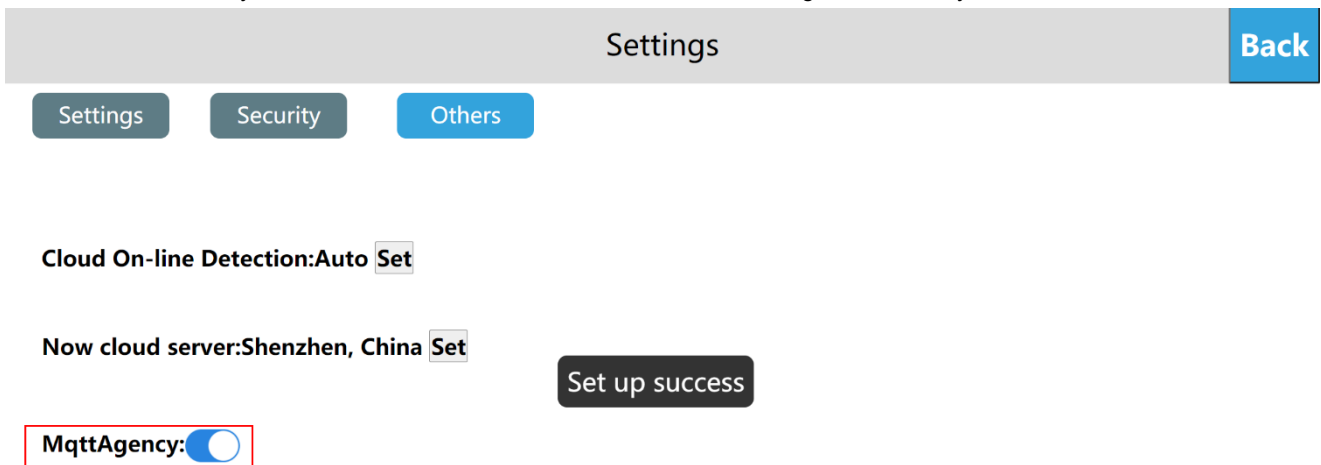 Settings
Back
Settings
Security
Others
Cloud On-line Detection:Auto Set
Now cloud server:Shenzhen, China Set
Set up success
MqttAgency: